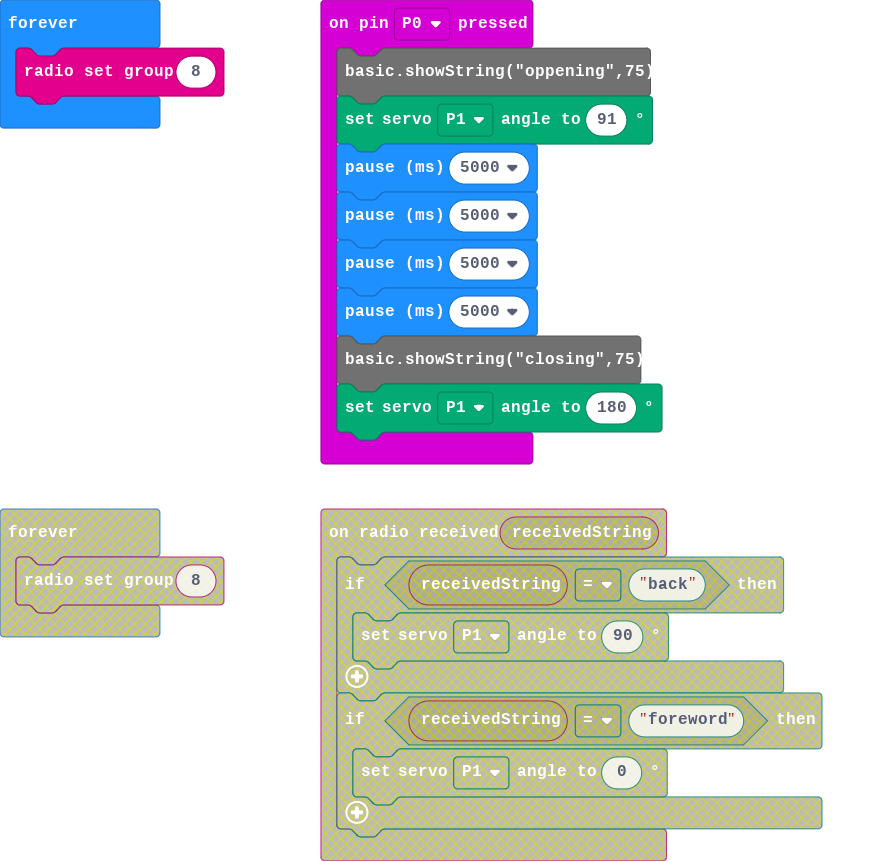 forever
radio set group 8
on pin P0 pressed
basic.showString("oppening",75)
set servo P1 angle to 91 °
pause (ms) 5000
pause (ms) 5000
pause (ms) 5000
pause (ms) 5000
basic.showString("closing",75)
set servo P1 angle to 180 °
forever
radio set group 8
on radio received receivedString
if receivedString = "back" then
set servo P1 angle to 90 °
if receivedString = "foreword" then
set servo P1 angle to 0 °